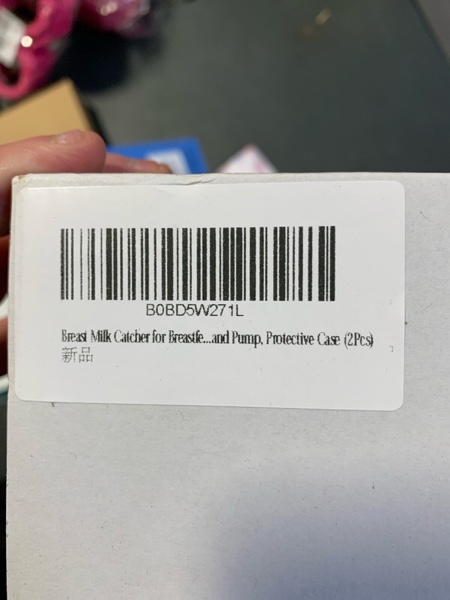 B0BD5W271L
Breast Milk Catcher for Breastfe...and Pump, Protective Case (2Pcs)
新品